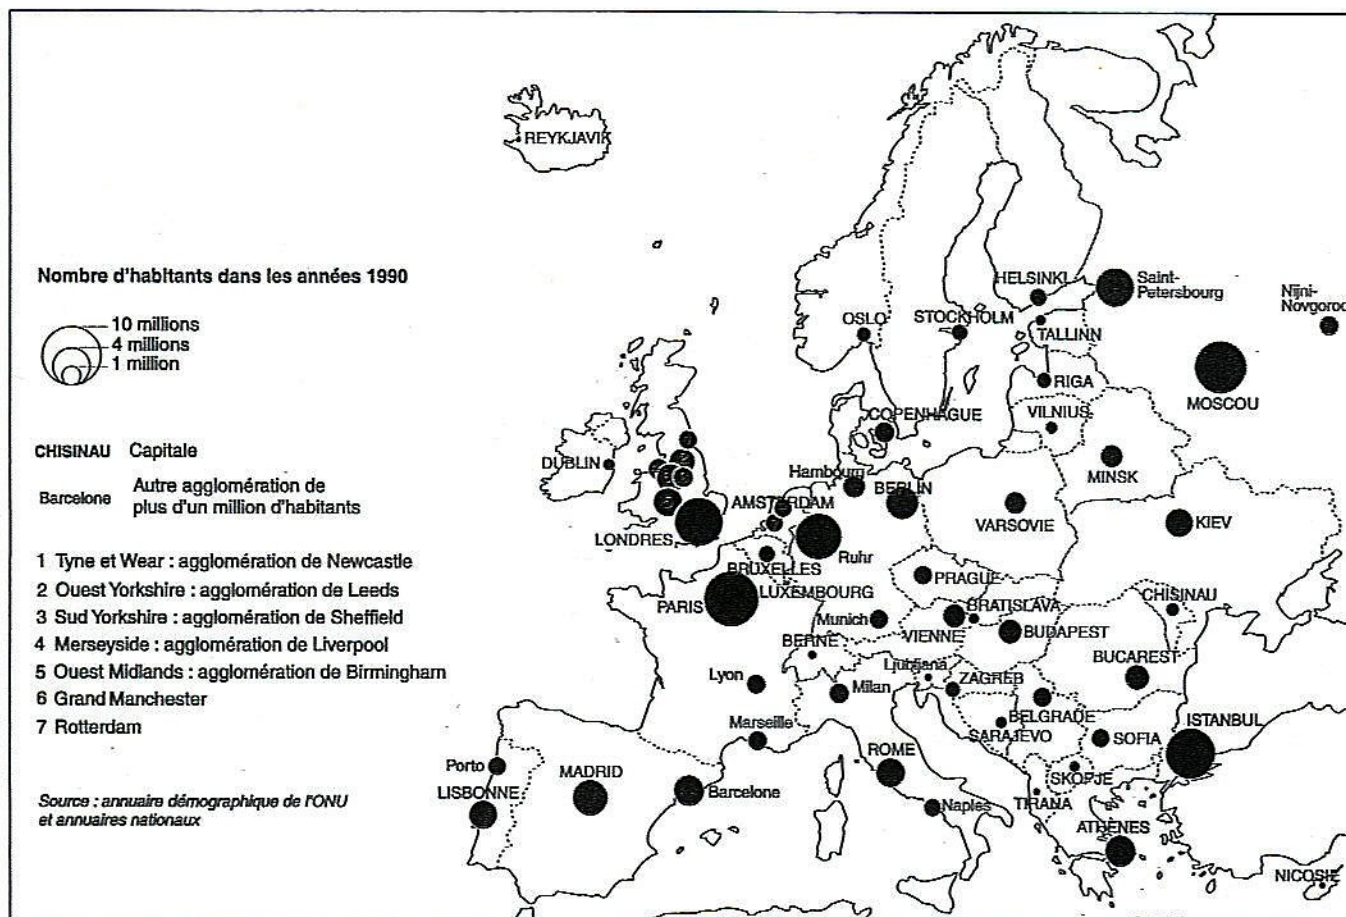 Nombre d'habitants dans les années 1990
10 millions
4 millions
1 million
CHISINAU Capitale
Barcelone Autre agglomération de
plus d'un million d'habitants
1 Tyne et Wear : agglomération de Newcastle
2 Ouest Yorkshire : agglomération de Leeds
3 Sud Yorkshire : agglomération de Sheffield
4 Merseyside : agglomération de Liverpool
5 Ouest Midlands : agglomération de Birmingham
6 Grand Manchester
7 Rotterdam
Source : annuaire démographique de l'ONU
et annuaires nationaux
REYKJAVIK
HELSINKI
Saint-
Petersbourg
Nijni-
Novgorod
OSLO
STOCKHOLM
TALLINN
RIGA
MOSCOU
COPENHAGUE
VILNIUS
DUBLIN
Hambourg
BERLIN
MINSK
AMSTERDAM
VARSOVIE
KIEV
LONDRES
Ruhr
BRUXELLES
PRAGUE
LUXEMBOURG
PARIS
CHISINAU
BRATISLAVA
Munich
VIENNE
BUDAPEST
BERNE
BUCAREST
Ljubljana
ZAGREB
Lyon
Milan
BELGRADE
ISTANBUL
Marseille
SARAJEVO
SOFIA
ROME
Porto
MADRID
SKOPJE
LISBONNE
Barcelone
TIRANA
Naples
ATHENES
NICOSIE